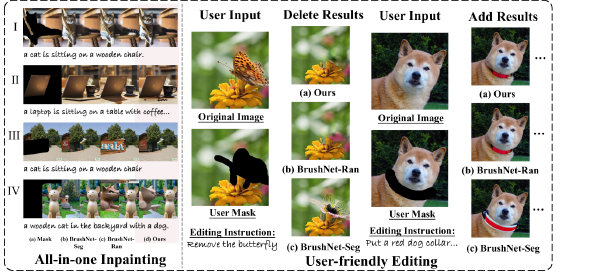 User Input
Delete Results
User Input
Add Results
I
a cat is sitting on a wooden chair.
II
a laptop is sitting on a table with coffee...
III
a cat is sitting on a wooden chair
IV
a wooden cat in the backyard with a dog.
(a) Mask (b) BrushNet-Seg (c) BrushNet-Ran (d) Ours
All-in-one Inpainting
Original Image
User Mask
Editing Instruction:
Remove the butterfly
(a) Ours
(b) BrushNet-Ran
(c) BrushNet-Seg
Original Image
User Mask
Editing Instruction:
Put a red dog collar...
(a) Ours
...
(b) BrushNet-Ran
...
(c) BrushNet-Seg
...
User-friendly Editing